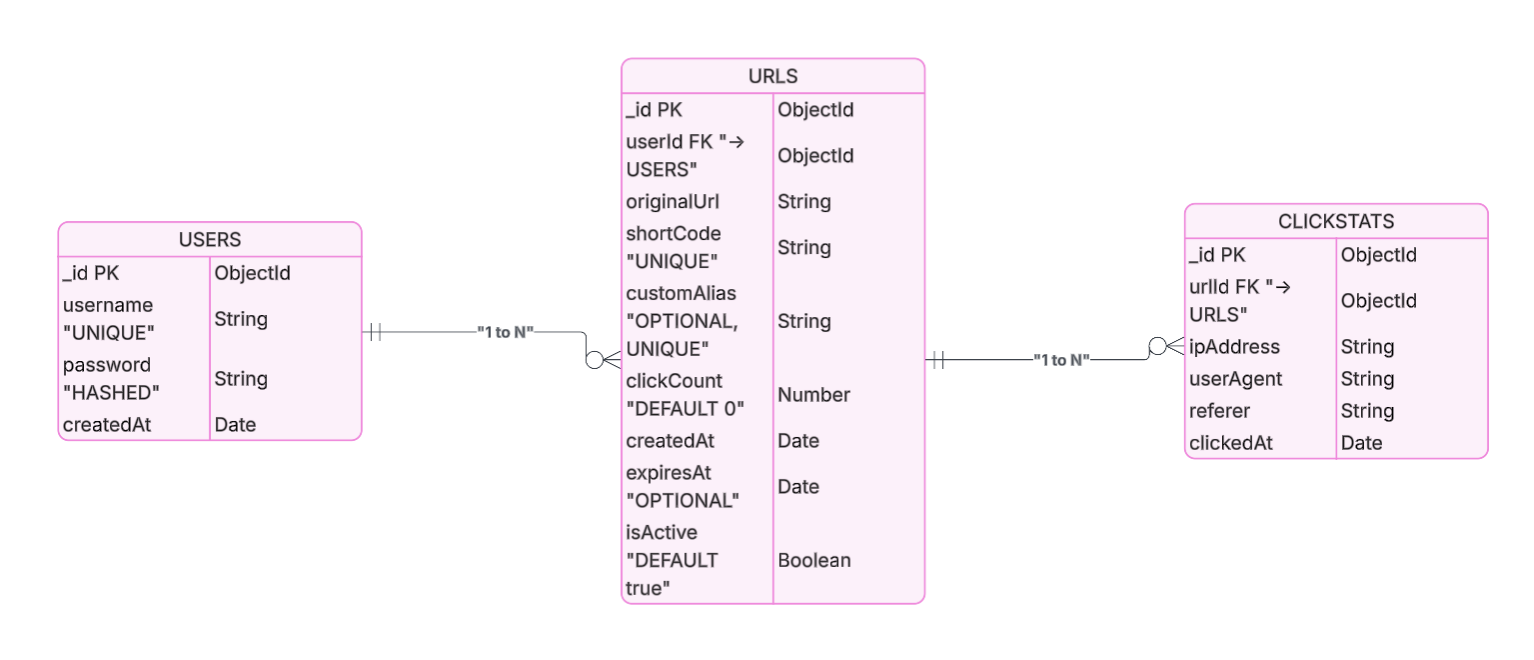 USERS
_id PK ObjectId
username
"UNIQUE" String
password
"HASHED" String
createdAt Date
"1 to N"
URLS
_id PK ObjectId
userId FK "→
USERS" ObjectId
originalUrl String
shortCode
"UNIQUE" String
customAlias
"OPTIONAL,
UNIQUE" String
clickCount
"DEFAULT 0" Number
createdAt Date
expiresAt
"OPTIONAL" Date
isActive
"DEFAULT
true" Boolean
"1 to N"
CLICKSTATS
_id PK ObjectId
urlId FK "→
URLS" ObjectId
ipAddress String
userAgent String
referer String
clickedAt Date